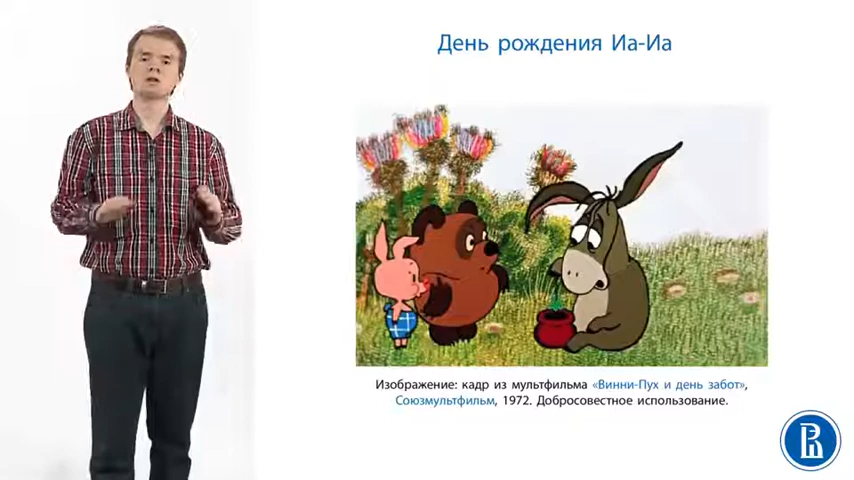 День рождения Иа-Иа
Изображение: кадр из мультфильма «Винни-Пух и день забот»,
Союзмультфильм, 1972. Добросовестное использование.